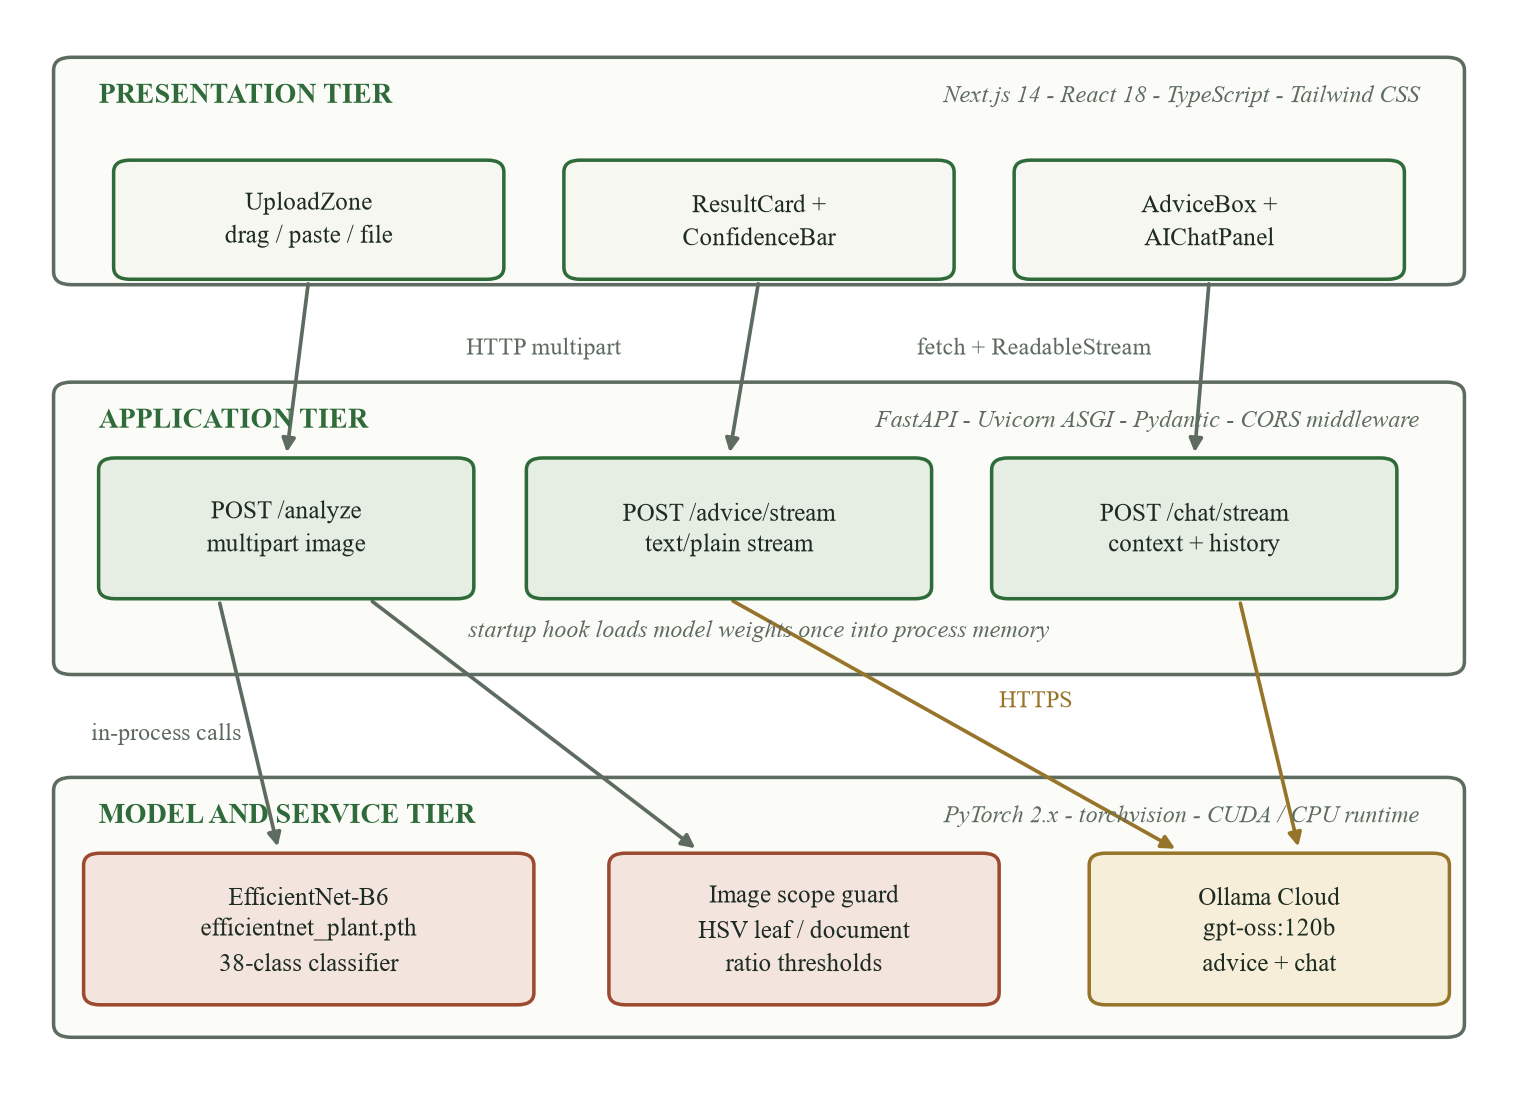 PRESENTATION TIER
Next.js 14 - React 18 - TypeScript - Tailwind CSS
UploadZone
drag / paste / file
ResultCard +
ConfidenceBar
AdviceBox +
AIChatPanel
HTTP multipart
fetch + ReadableStream
APPLICATION TIER
FastAPI - Uvicorn ASGI - Pydantic - CORS middleware
POST /analyze
multipart image
POST /advice/stream
text/plain stream
POST /chat/stream
context + history
startup hook loads model weights once into process memory
HTTPS
in-process calls
MODEL AND SERVICE TIER
PyTorch 2.x - torchvision - CUDA / CPU runtime
EfficientNet-B6
efficientnet_plant.pth
38-class classifier
Image scope guard
HSV leaf / document
ratio thresholds
Ollama Cloud
gpt-oss:120b
advice + chat